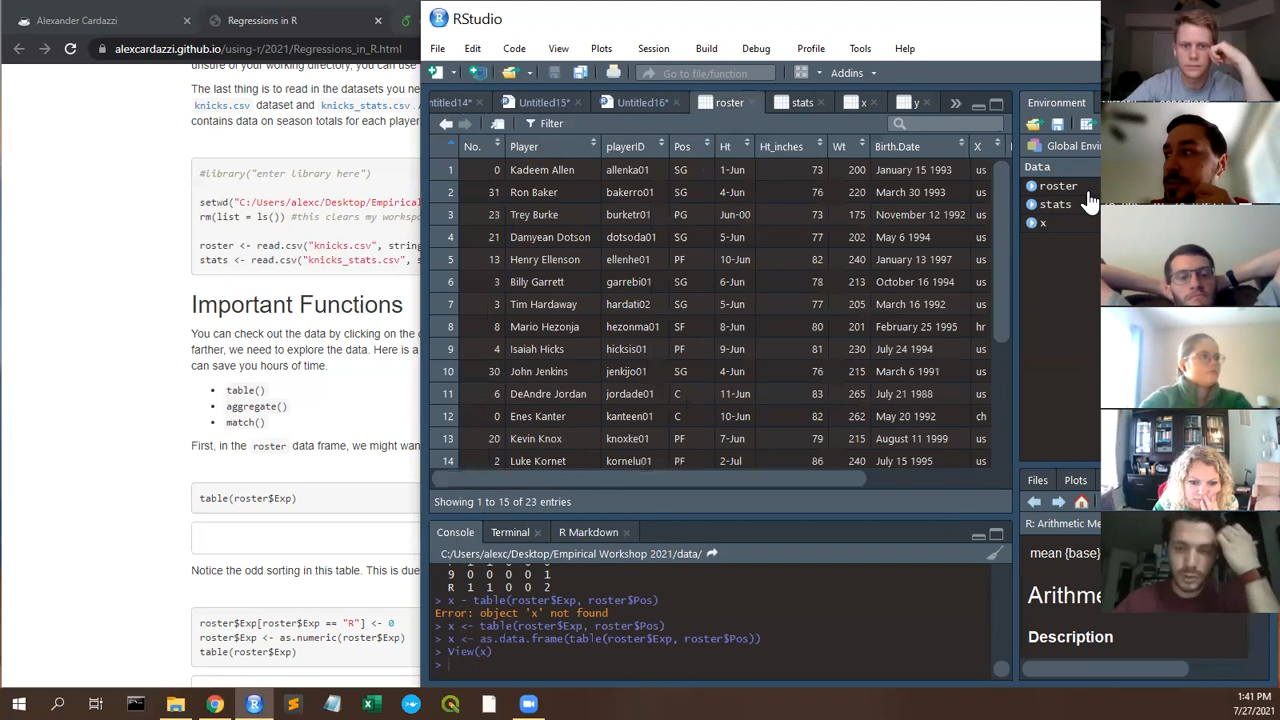 Alexander Cardazzi
Regressions in R
alexcardazzi.github.io/using-r/2021/Regressions_in_R.html
unsure of your working directory, you can use
The last thing is to read in the datasets you ne
knicks.csv dataset and knicks_stats.csv
contains data on season totals for each player
#library("enter library here")
setwd("C:/Users/alexc/Desktop/Empirical
rm(list = ls()) #this clears my workspa
roster <- read.csv("knicks.csv", string
stats <- read.csv("knicks_stats.csv", s
Important Functions
You can check out the data by clicking on the
farther, we need to explore the data. Here is a
can save you hours of time.
• table()
• aggregate()
• match()
First, in the roster data frame, we might wan
table(roster$Exp)
Notice the odd sorting in this table. This is due
roster$Exp[roster$Exp == "R"] <- 0
roster$Exp <- as.numeric(roster$Exp)
table(roster$Exp)
RStudio
File Edit Code View Plots Session Build Debug Profile Tools Help
Go to file/function Addins
ntitled14* Untitled15* Untitled16* roster stats x y
Filter
No. Player playerID Pos Ht Ht_inches Wt Birth.Date X
1 0 Kadeem Allen allenka01 SG 1-Jun 73 200 January 15 1993 us
2 31 Ron Baker bakerro01 SG 4-Jun 76 220 March 30 1993 us
3 23 Trey Burke burketr01 PG Jun-00 73 175 November 12 1992 us
4 21 Damyean Dotson dotsoda01 SG 5-Jun 77 202 May 6 1994 us
5 13 Henry Ellenson ellenhe01 PF 10-Jun 82 240 January 13 1997 us
6 3 Billy Garrett garrebi01 SG 6-Jun 78 213 October 16 1994 us
7 3 Tim Hardaway hardati02 SG 5-Jun 77 205 March 16 1992 us
8 8 Mario Hezonja hezonma01 SF 8-Jun 80 201 February 25 1995 hr
9 4 Isaiah Hicks hicksis01 PF 9-Jun 81 230 July 24 1994 us
10 30 John Jenkins jenkijo01 SG 4-Jun 76 215 March 6 1991 us
11 6 DeAndre Jordan jordade01 C 11-Jun 83 265 July 21 1988 us
12 0 Enes Kanter kanteen01 C 10-Jun 82 262 May 20 1992 ch
13 20 Kevin Knox knoxke01 PF 7-Jun 79 215 August 11 1999 us
14 2 Luke Kornet kornelu01 PF 2-Jul 86 240 July 15 1995 us
Showing 1 to 15 of 23 entries
Console Terminal R Markdown
C:/Users/alexc/Desktop/Empirical Workshop 2021/data/
9 0 0 0 0 1
R 1 1 0 0 2
> x - table(roster$Exp, roster$Pos)
Error: object 'x' not found
> x <- table(roster$Exp, roster$Pos)
> x <- as.data.frame(table(roster$Exp, roster$Pos))
> View(x)
>
Environment
Global Envi
Data
roster
stats
x
Files Plots
R: Arithmetic Me
mean {base}
Arithme
Description
1:41 PM
7/27/2021